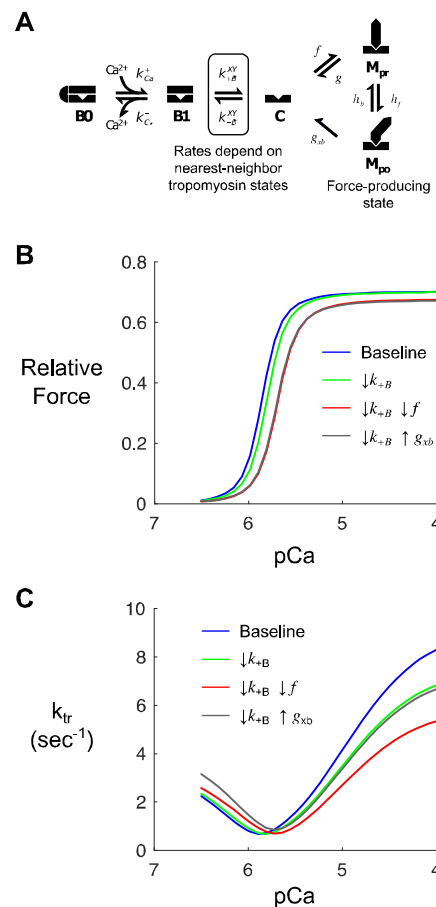 A
Ca²⁺ k⁺Ca k^XY₊B f g Mpr
B0 B1 C hb hf
Ca²⁺ k⁻Ca k^XY₋B gxb Mpo
Rates depend on
nearest-neighbor
tropomyosin states
Force-producing
state
B
Relative
Force
0.8
0.6
0.4
0.2
0
Baseline
↓k₊B
↓k₊B ↓f
↓k₊B ↑gxb
7 6 5 4
pCa
C
ktr
(sec⁻¹)
10
8
6
4
2
0
Baseline
↓k₊B
↓k₊B ↓f
↓k₊B ↑gxb
7 6 5 4
pCa